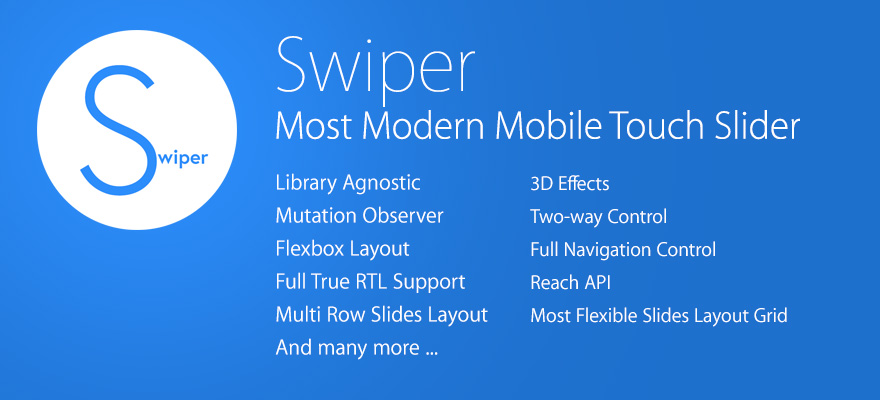 Swiper
Swiper
Most Modern Mobile Touch Slider
Library Agnostic
Mutation Observer
Flexbox Layout
Full True RTL Support
Multi Row Slides Layout
And many more ...
3D Effects
Two-way Control
Full Navigation Control
Reach API
Most Flexible Slides Layout Grid